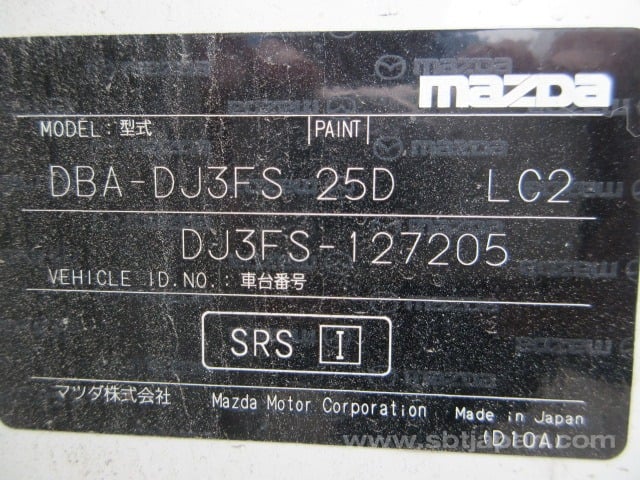 mazda
MODEL:型式 |PAINT|
DBA-DJ3FS 25D LC2
DJ3FS-127205
VEHICLE ID.NO.:車台番号
SRS I
マツダ株式会社 Mazda Motor Corporation Made in Japan
www.sbtjapan.com
(D10A)